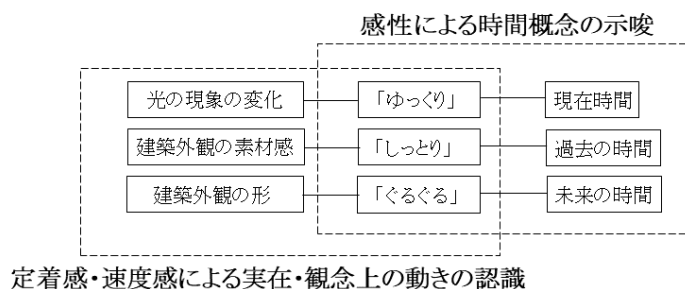 感性による時間概念の示唆
光の現象の変化 「ゆっくり」 現在時間
建築外観の素材感 「しっとり」 過去の時間
建築外観の形 「ぐるぐる」 未来の時間
定着感・速度感による実在・観念上の動きの認識